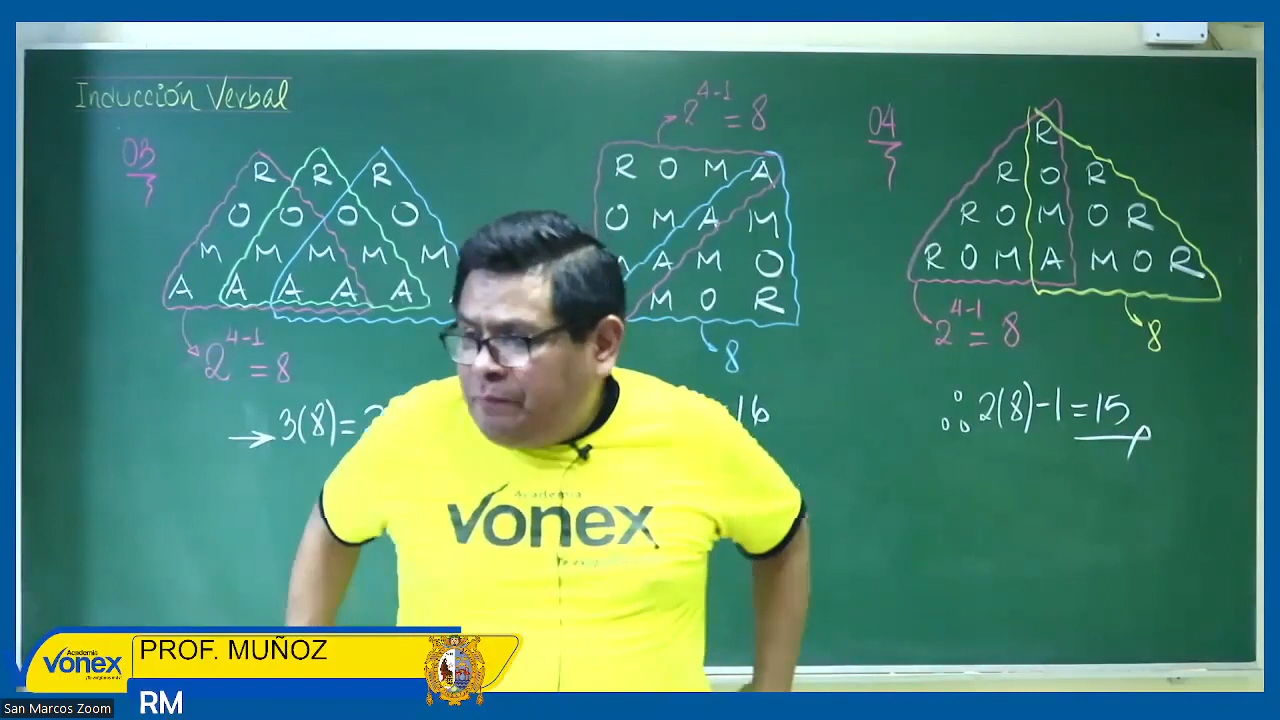 Inducción Verbal
03
R R R
O O O O
M M M M M
A A A A A
2^4-1 = 8
3(8)=
2^4-1 = 8
R O M A
O M A M
A M O
M O R
8
16
04
R
R O R
R O M O R
R O M A M O R
2^4-1 = 8
8
∴ 2(8)-1 = 15
Academia
vonex
Academia
vonex
PROF. MUÑOZ
RM
San Marcos Zoom